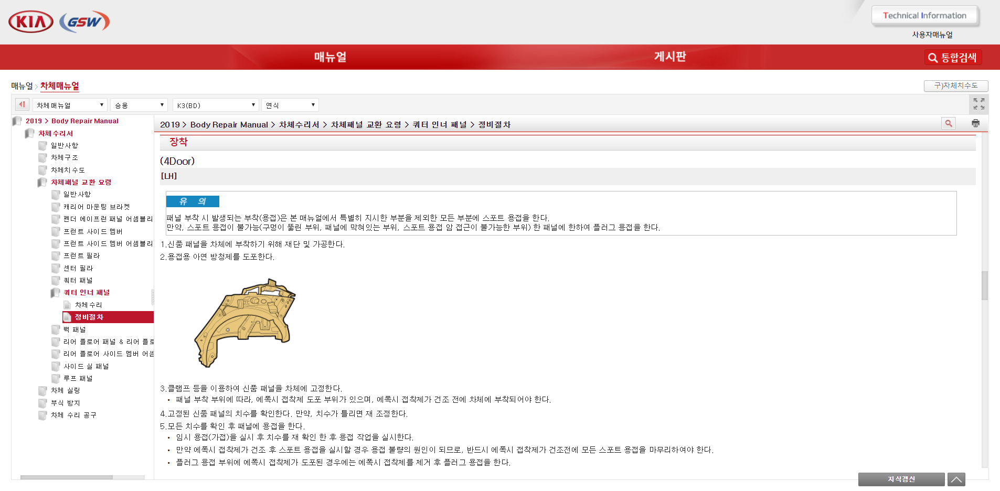 KIA GSW
Technical Information
사용자매뉴얼
매뉴얼
게시판
통합검색
매뉴얼 > 차체매뉴얼
구)차체치수도
차체매뉴얼
승용
K3(BD)
연식
2019 > Body Repair Manual
차체수리서
일반사항
차체구조
차체치수도
차체패널 교환 요령
일반사항
캐리어 마운팅 브라켓
펜더 에이프런 패널 어셈블리
프런트 사이드 멤버
프런트 사이드 멤버 어셈블리
프런트 필라
센터 필라
쿼터 패널
쿼터 인너 패널
차체수리
정비절차
백 패널
리어 플로어 패널 & 리어 플로
리어 플로어 사이드 멤버 어셈
사이드 실 패널
루프 패널
차체 실링
부식 방지
차체 수리 공구
2019 > Body Repair Manual > 차체수리서 > 차체패널 교환 요령 > 쿼터 인너 패널 > 정비절차
장착
(4Door)
[LH]
유 의
패널 부착 시 발생되는 부착(용접)은 본 매뉴얼에서 특별히 지시한 부분을 제외한 모든 부분에 스포트 용접을 한다.
만약, 스포트 용접이 불가능(구멍이 뚫린 부위, 패널에 막혀있는 부위, 스포트 용접 암 접근이 불가능한 부위) 한 패널에 한하여 플러그 용접을 한다.
1.신품 패널을 차체에 부착하기 위해 재단 및 가공한다.
2.용접용 아연 방청제를 도포한다.
3.클램프 등을 이용하여 신품 패널을 차체에 고정한다.
• 패널 부착 부위에 따라, 에폭시 접착제 도포 부위가 있으며, 에폭시 접착제가 건조 전에 차체에 부착되어야 한다.
4.고정된 신품 패널의 치수를 확인한다. 만약, 치수가 틀리면 재 조정한다.
5.모든 치수를 확인 후 패널에 용접을 한다.
• 임시 용접(가접)을 실시 후 치수를 재 확인 한 후 용접 작업을 실시한다.
• 만약 에폭시 접착제가 건조 후 스포트 용접을 실시할 경우 용접 불량의 원인이 되므로, 반드시 에폭시 접착제가 건조전에 모든 스포트 용접을 마무리하여야 한다.
• 플러그 용접 부위에 에폭시 접착제가 도포된 경우에는 에폭시 접착제를 제거 후 플러그 용접을 한다.
지식갱신